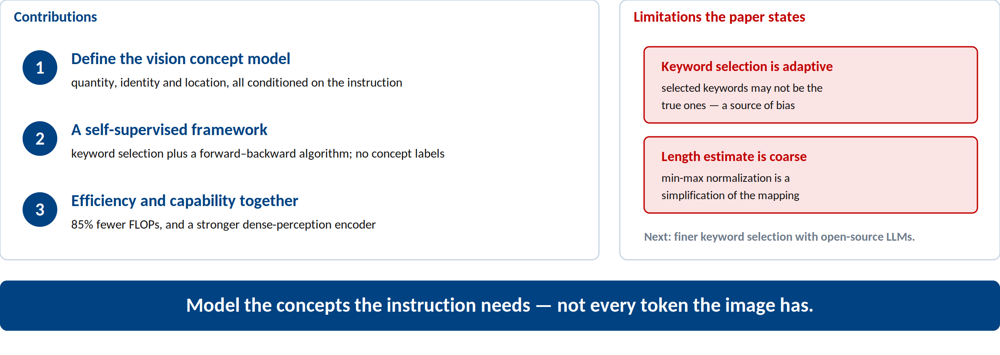 Contributions
1
Define the vision concept model
quantity, identity and location, all conditioned on the instruction
2
A self-supervised framework
keyword selection plus a forward–backward algorithm; no concept labels
3
Efficiency and capability together
85% fewer FLOPs, and a stronger dense-perception encoder
Limitations the paper states
Keyword selection is adaptive
selected keywords may not be the
true ones — a source of bias
Length estimate is coarse
min-max normalization is a
simplification of the mapping
Next: finer keyword selection with open-source LLMs.
Model the concepts the instruction needs — not every token the image has.